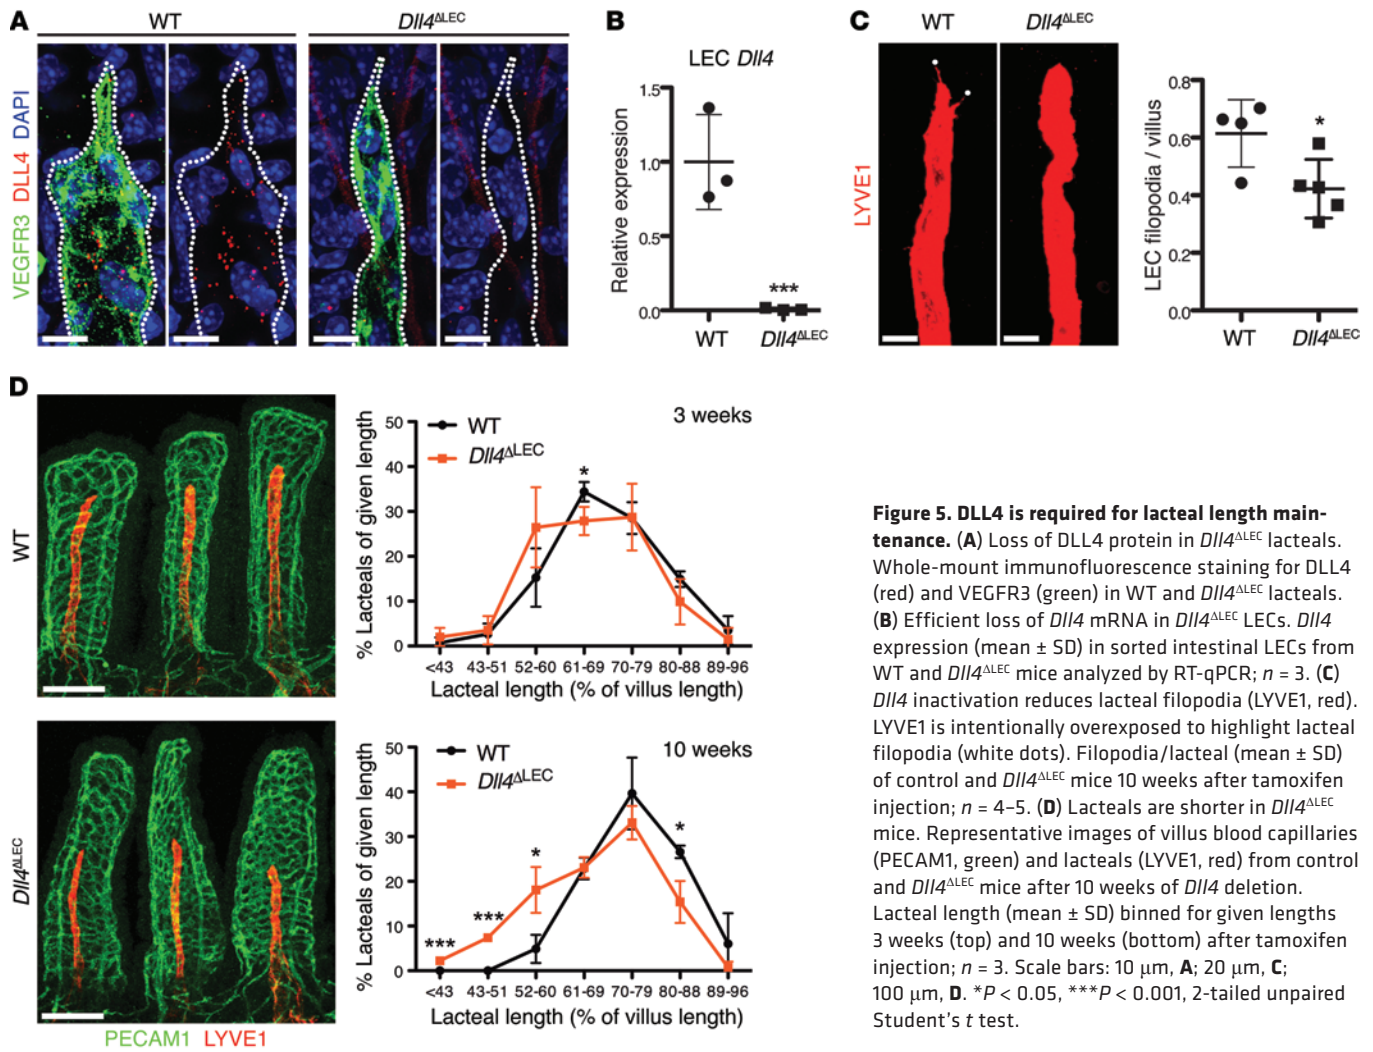 A
WT
Dll4ΔLEC
VEGFR3 DLL4 DAPI
B
LEC Dll4
Relative expression
1.5
1.0
0.5
0.0
***
WT
Dll4ΔLEC
C
WT
Dll4ΔLEC
LYVE1
LEC filopodia / villus
0.8
0.6
0.4
0.2
0.0
*
WT
Dll4ΔLEC
D
WT
Dll4ΔLEC
PECAM1 LYVE1
% Lacteals of given length
50
40
30
20
10
0
WT
Dll4ΔLEC
3 weeks
*
<43 43-51 52-60 61-69 70-79 80-88 89-96
Lacteal length (% of villus length)
% Lacteals of given length
50
40
30
20
10
0
WT
Dll4ΔLEC
10 weeks
***
***
*
*
<43 43-51 52-60 61-69 70-79 80-88 89-96
Lacteal length (% of villus length)
Figure 5. DLL4 is required for lacteal length main-
tenance. (A) Loss of DLL4 protein in Dll4ΔLEC lacteals.
Whole-mount immunofluorescence staining for DLL4
(red) and VEGFR3 (green) in WT and Dll4ΔLEC lacteals.
(B) Efficient loss of Dll4 mRNA in Dll4ΔLEC LECs. Dll4
expression (mean ± SD) in sorted intestinal LECs from
WT and Dll4ΔLEC mice analyzed by RT-qPCR; n = 3. (C)
Dll4 inactivation reduces lacteal filopodia (LYVE1, red).
LYVE1 is intentionally overexposed to highlight lacteal
filopodia (white dots). Filopodia/lacteal (mean ± SD)
of control and Dll4ΔLEC mice 10 weeks after tamoxifen
injection; n = 4–5. (D) Lacteals are shorter in Dll4ΔLEC
mice. Representative images of villus blood capillaries
(PECAM1, green) and lacteals (LYVE1, red) from control
and Dll4ΔLEC mice after 10 weeks of Dll4 deletion.
Lacteal length (mean ± SD) binned for given lengths
3 weeks (top) and 10 weeks (bottom) after tamoxifen
injection; n = 3. Scale bars: 10 μm, A; 20 μm, C;
100 μm, D. *P < 0.05, ***P < 0.001, 2-tailed unpaired
Student's t test.